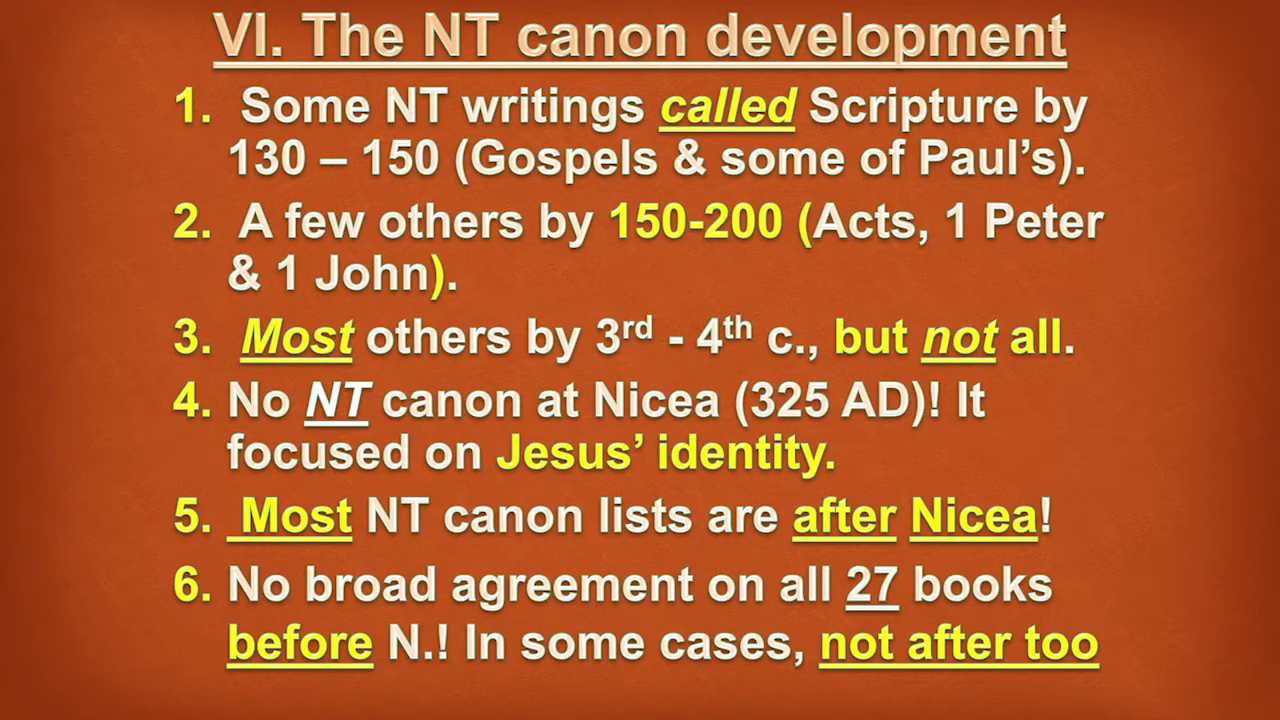 VI. The NT canon development
1. Some NT writings called Scripture by
130 – 150 (Gospels & some of Paul’s).
2. A few others by 150-200 (Acts, 1 Peter
& 1 John).
3. Most others by 3rd - 4th c., but not all.
4. No NT canon at Nicea (325 AD)! It
focused on Jesus’ identity.
5. Most NT canon lists are after Nicea!
6. No broad agreement on all 27 books
before N.! In some cases, not after too